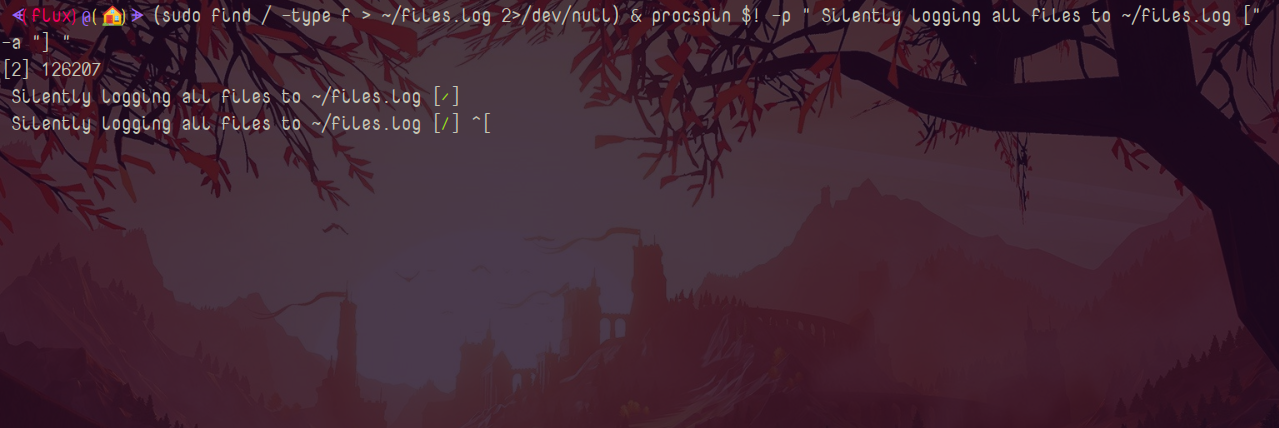 ⋞(flux)@(🏠)⋟ (sudo find / -type f > ~/files.log 2>/dev/null) & procspin $! -p " Silently logging all files to ~/files.log ["
-a "] "
[2] 126207
Silently logging all files to ~/files.log [⁄]
Silently logging all files to ~/files.log [/] ^[